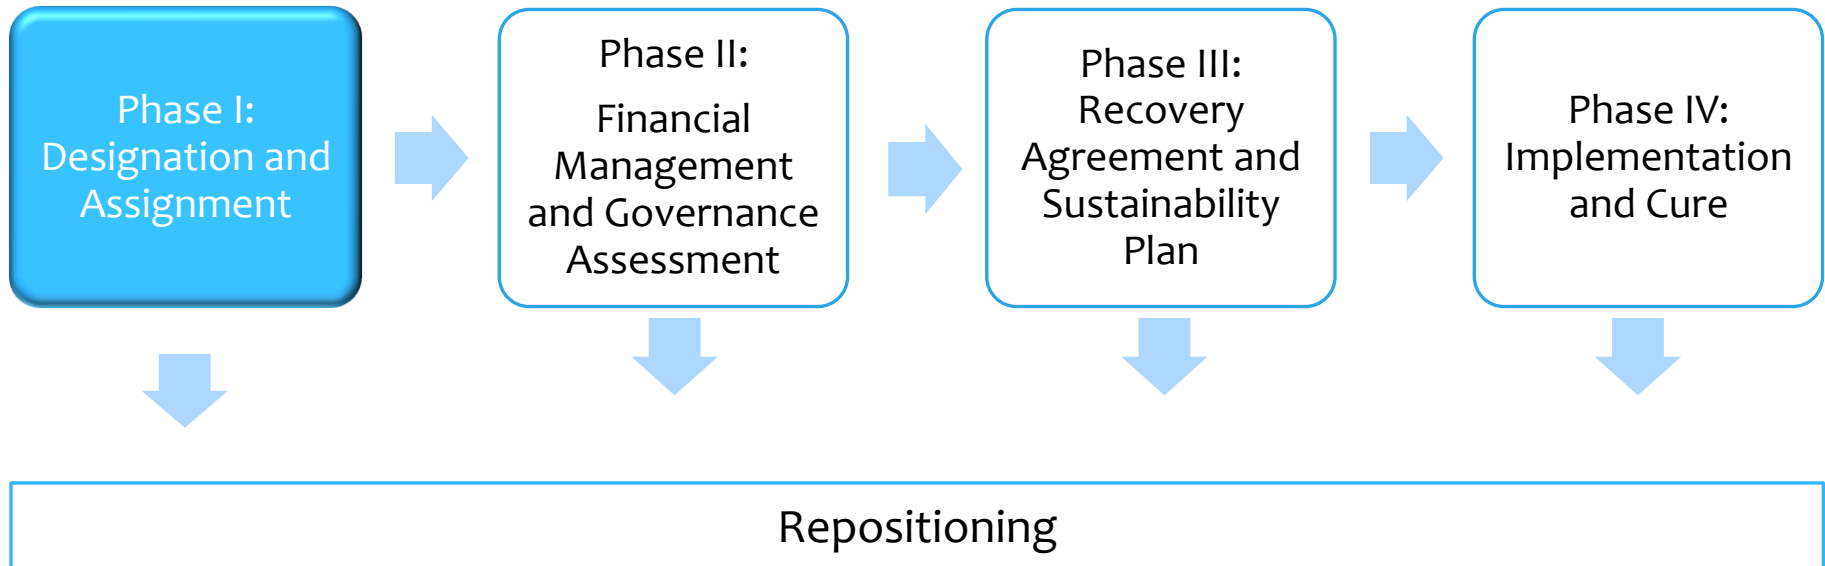 Phase I:
Designation and
Assignment
Phase II:
Financial
Management
and Governance
Assessment
Phase III:
Recovery
Agreement and
Sustainability
Plan
Phase IV:
Implementation
and Cure
Repositioning